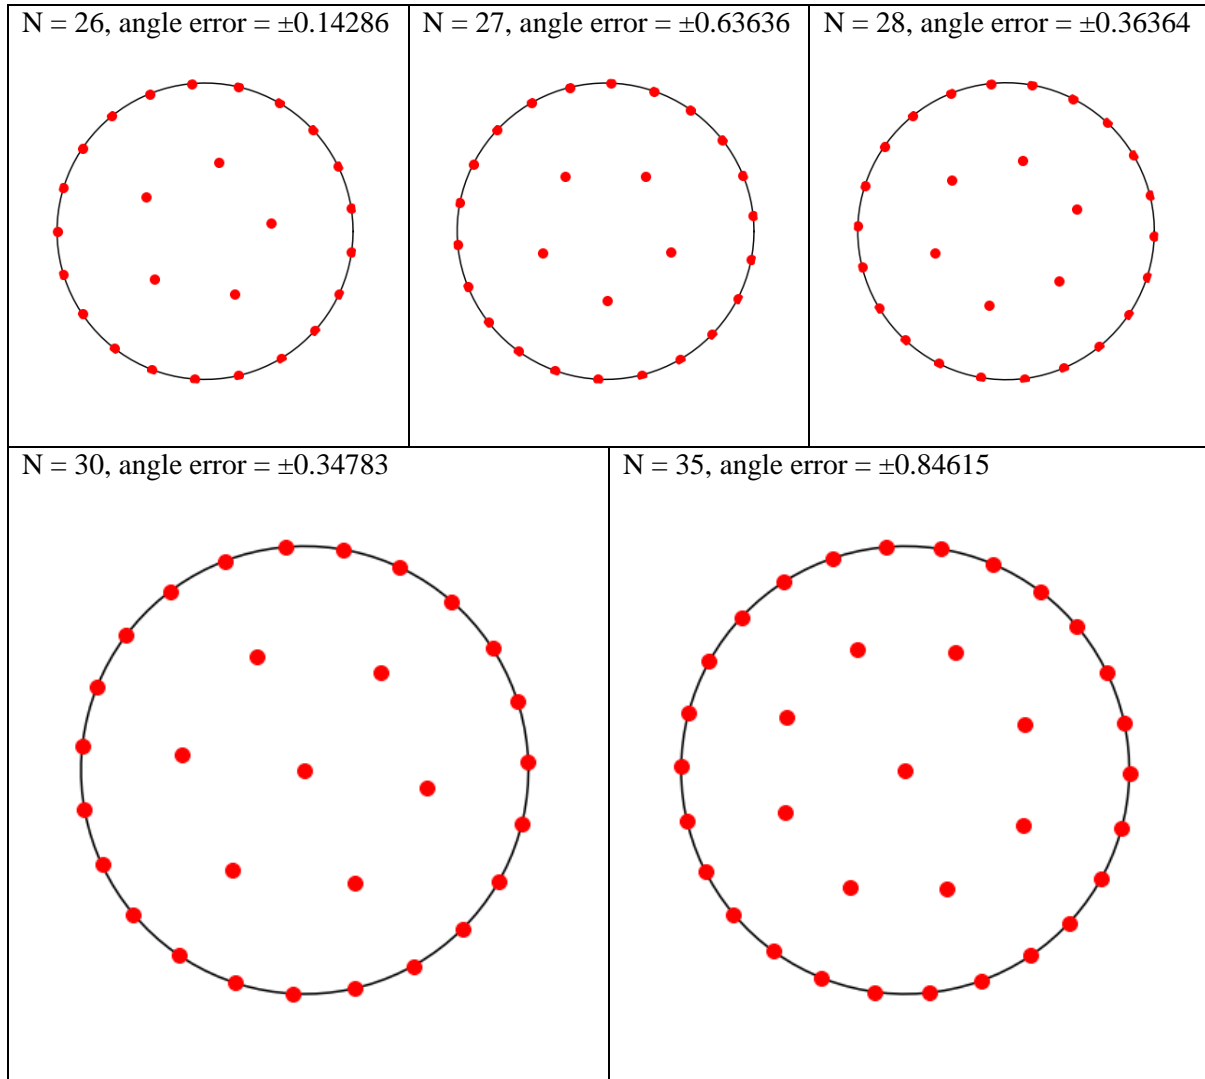 N = 26, angle error = ±0.14286
N = 27, angle error = ±0.63636
N = 28, angle error = ±0.36364
N = 30, angle error = ±0.34783
N = 35, angle error = ±0.84615